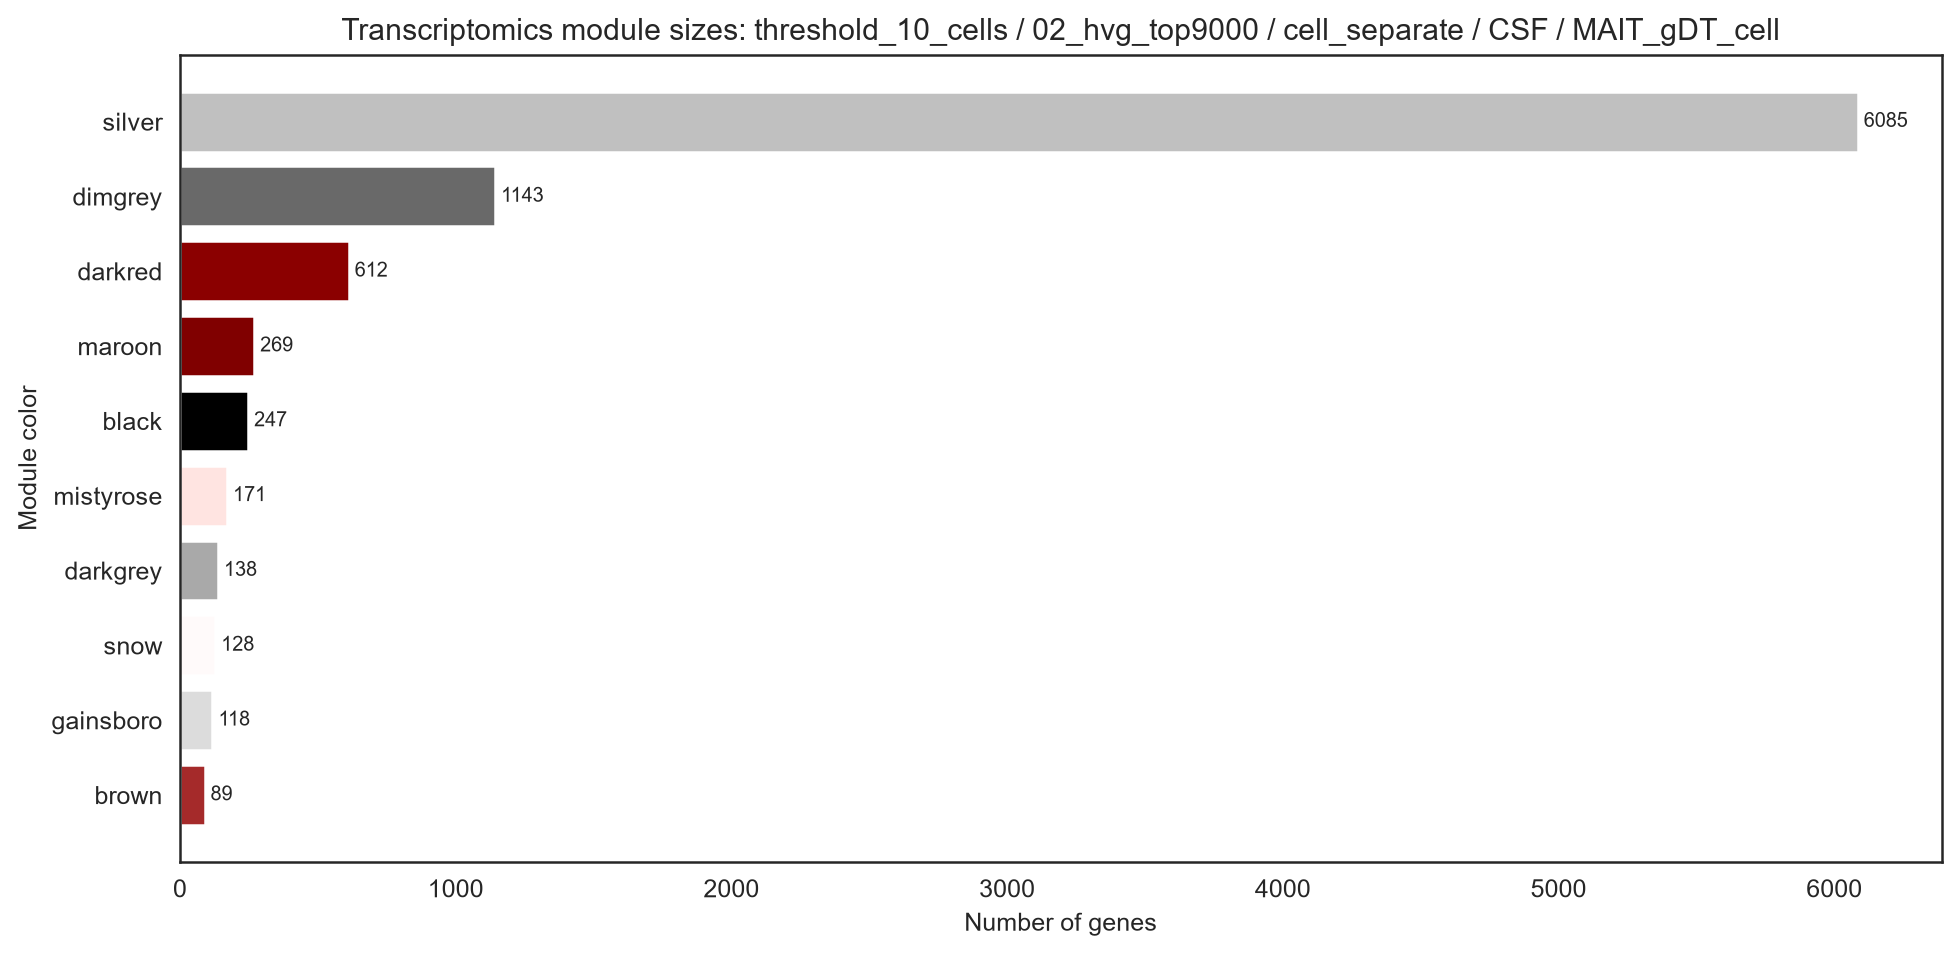 Transcriptomics module sizes: threshold_10_cells / 02_hvg_top9000 / cell_separate / CSF / MAIT_gDT_cell
Module color
silver 6085
dimgrey 1143
darkred 612
maroon 269
black 247
mistyrose 171
darkgrey 138
snow 128
gainsboro 118
brown 89
0 1000 2000 3000 4000 5000 6000
Number of genes